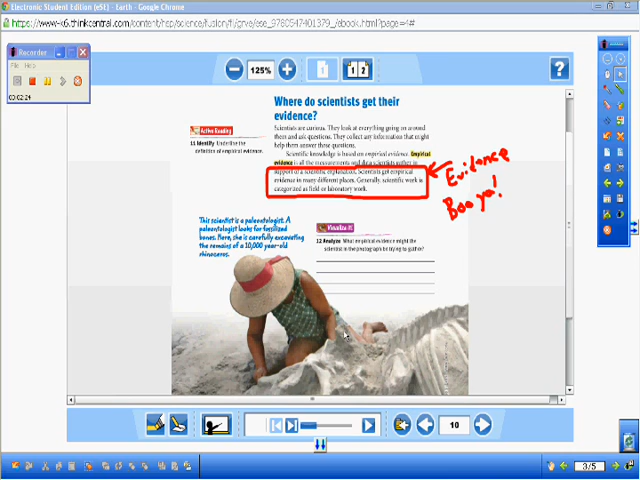 Electronic Student Edition (eSE) - Earth - Google Chrome
https://www-k6.thinkcentral.com/content/hsp/science/fusion/fl/gr/ve/ese_9780547401379_/ebook.html?page=4#
Recorder
File Help
00:02:24
125%
1
1 2
?
Where do scientists get their
evidence?
Active Reading
11 Identify Underline the
definition of empirical evidence.
Scientists are curious. They look at everything going on around
them and ask questions. They collect any information that might
help them answer these questions.
Scientific knowledge is based on empirical evidence. Empirical
evidence is all the measurements and data scientists gather in
support of a scientific explanation. Scientists get empirical
evidence in many different places. Generally, scientific work is
categorized as field or laboratory work.
Evidence
Boo ya!
This scientist is a paleontologist. A
paleontologist looks for fossilized
bones. Here, she is carefully excavating
the remains of a 10,000 year-old
rhinoceros.
Visualize It!
12 Analyze What empirical evidence might the
scientist in the photograph be trying to gather?
10
3/5